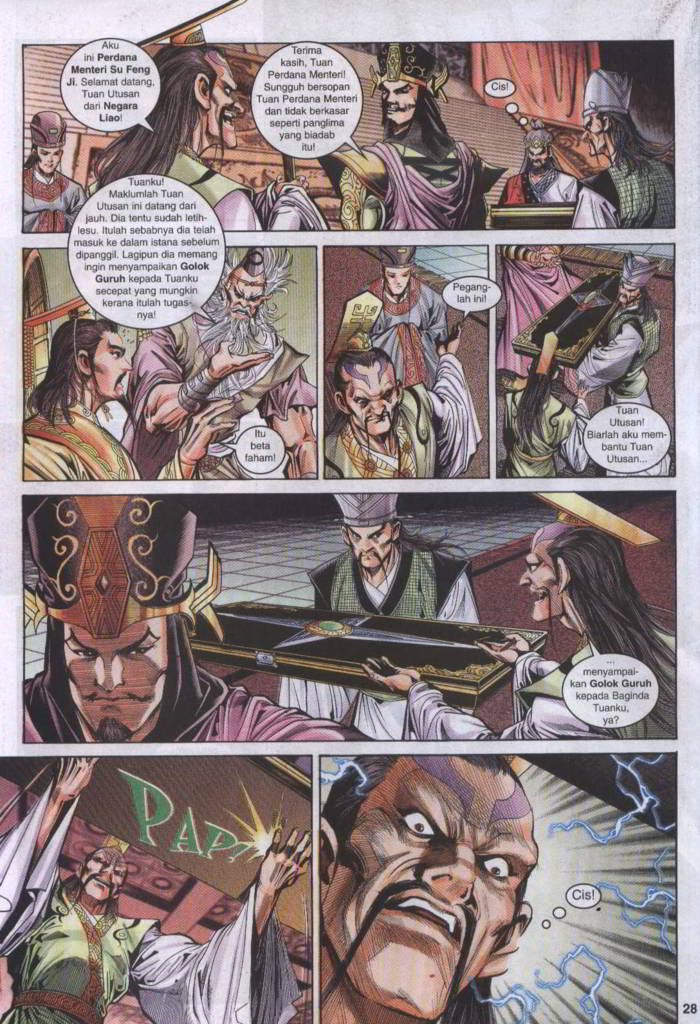 Aku
ini Perdana
Menteri Su Feng
Ji. Selamat datang,
Tuan Utusan
dari Negara
Liao!
Terima
kasih, Tuan
Perdana Menteri!
Sungguh bersopan
Tuan Perdana Menteri
dan tidak berkasar
seperti panglima
yang biadab
itu!
Cis!
Tuanku!
Maklumlah Tuan
Utusan ini datang dari
jauh. Dia tentu sudah letih-
lesu. Itulah sebabnya dia telah
masuk ke dalam istana sebelum
dipanggil. Lagipun dia memang
ingin menyampaikan Golok
Guruh kepada Tuanku
secepat yang mungkin
kerana itulah tugas-
nya!
Itu
beta
faham!
Pegang-
lah ini!
Tuan
Utusan!
Biarlah aku mem-
bantu Tuan
Utusan...
...
menyampai-
kan Golok Guruh
kepada Baginda
Tuanku,
ya?
PAP!
Cis!
28